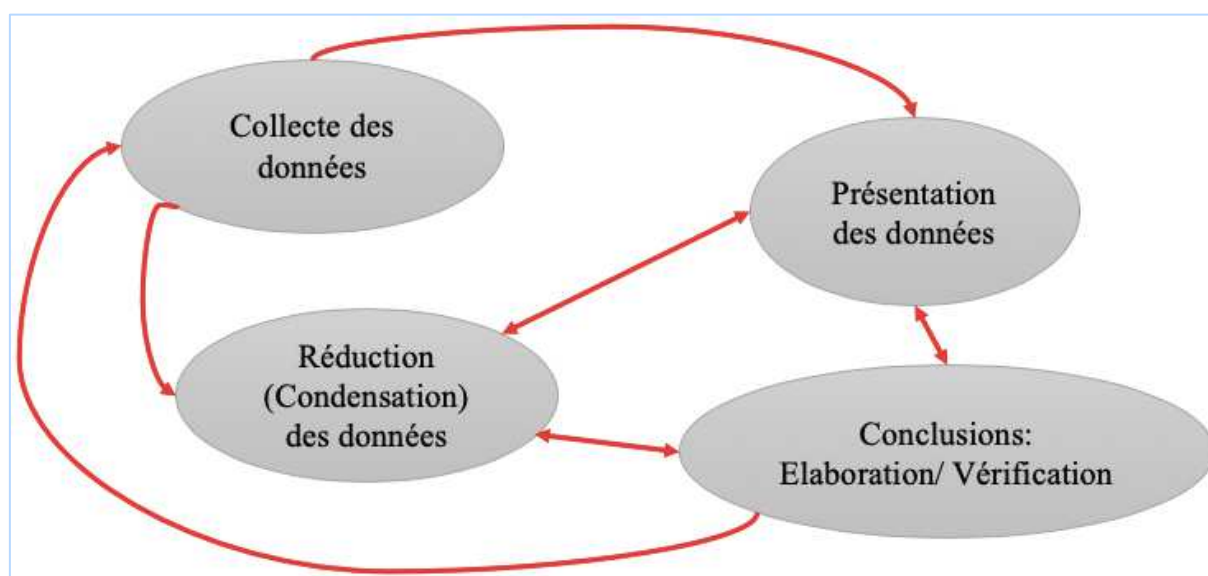 Collecte des
données
Présentation
des données
Réduction
(Condensation)
des données
Conclusions:
Elaboration/ Vérification